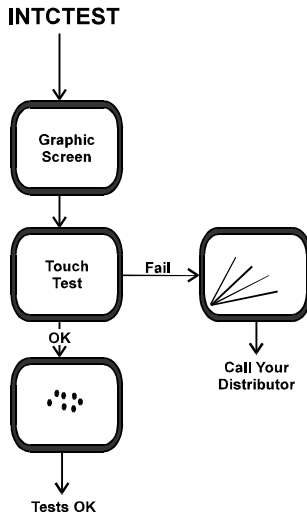 INTCTEST
Graphic
Screen
Touch
Test
Fail
OK
Call Your
Distributor
Tests OK